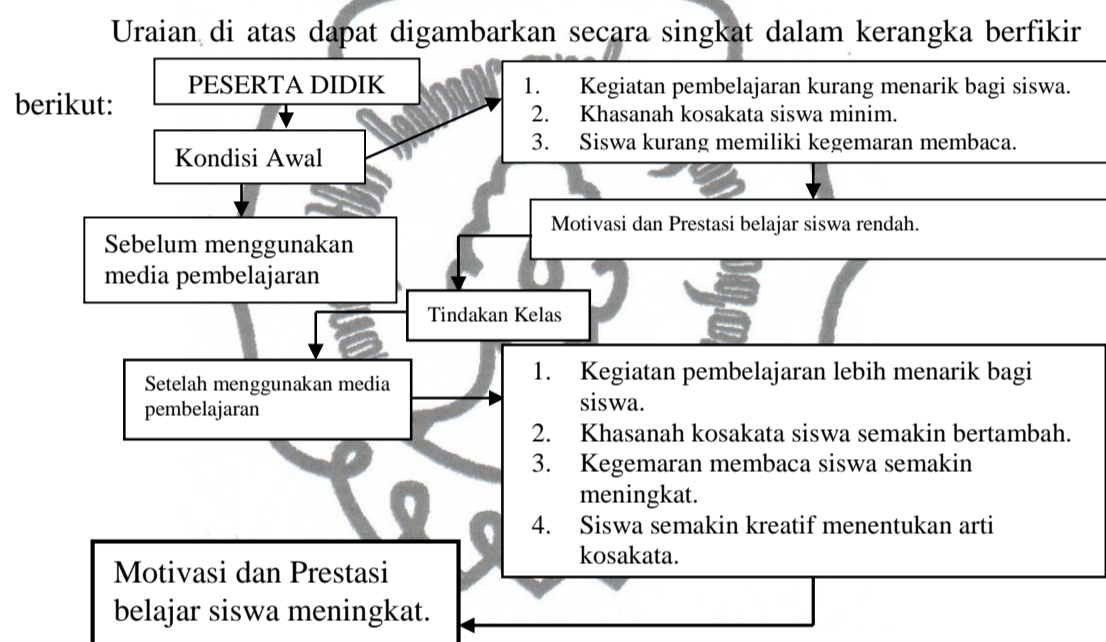 Uraian di atas dapat digambarkan secara singkat dalam kerangka berfikir
berikut:
PESERTA DIDIK
Kondisi Awal
1. Kegiatan pembelajaran kurang menarik bagi siswa.
2. Khasanah kosakata siswa minim.
3. Siswa kurang memiliki kegemaran membaca.
Sebelum menggunakan
media pembelajaran
Motivasi dan Prestasi belajar siswa rendah.
Tindakan Kelas
Setelah menggunakan media
pembelajaran
1. Kegiatan pembelajaran lebih menarik bagi
siswa.
2. Khasanah kosakata siswa semakin bertambah.
3. Kegemaran membaca siswa semakin
meningkat.
4. Siswa semakin kreatif menentukan arti
kosakata.
Motivasi dan Prestasi
belajar siswa meningkat.